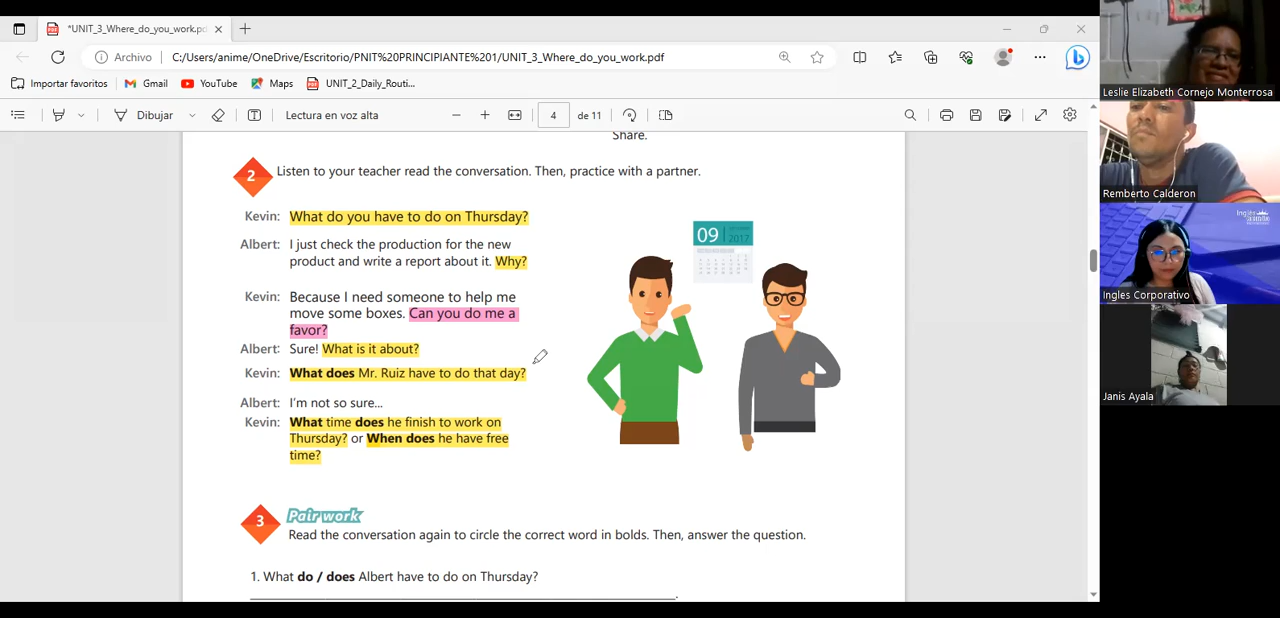 *UNIT_3_Where_do_you_work.pd
Archivo
C:/Users/anime/OneDrive/Escritorio/PNIT%20PRINCIPIANTE%201/UNIT_3_Where_do_you_work.pdf
Importar favoritos
Gmail
YouTube
Maps
UNIT_2_Daily_Routi...
Dibujar
Lectura en voz alta
4
de 11
Share.
2
Listen to your teacher read the conversation. Then, practice with a partner.
Kevin: What do you have to do on Thursday?
Albert: I just check the production for the new
product and write a report about it. Why?
Kevin: Because I need someone to help me
move some boxes. Can you do me a
favor?
Albert: Sure! What is it about?
Kevin: What does Mr. Ruiz have to do that day?
Albert: I'm not so sure...
Kevin: What time does he finish to work on
Thursday? or When does he have free
time?
09
2017
3
Pair work
Read the conversation again to circle the correct word in bolds. Then, answer the question.
1. What do / does Albert have to do on Thursday?
Leslie Elizabeth Cornejo Monterrosa
Remberto Calderon
Ingles Corporativo
Janis Ayala